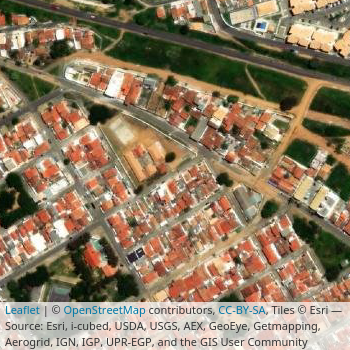 Leaflet | © OpenStreetMap contributors, CC-BY-SA, Tiles © Esri —
Source: Esri, i-cubed, USDA, USGS, AEX, GeoEye, Getmapping,
Aerogrid, IGN, IGP, UPR-EGP, and the GIS User Community